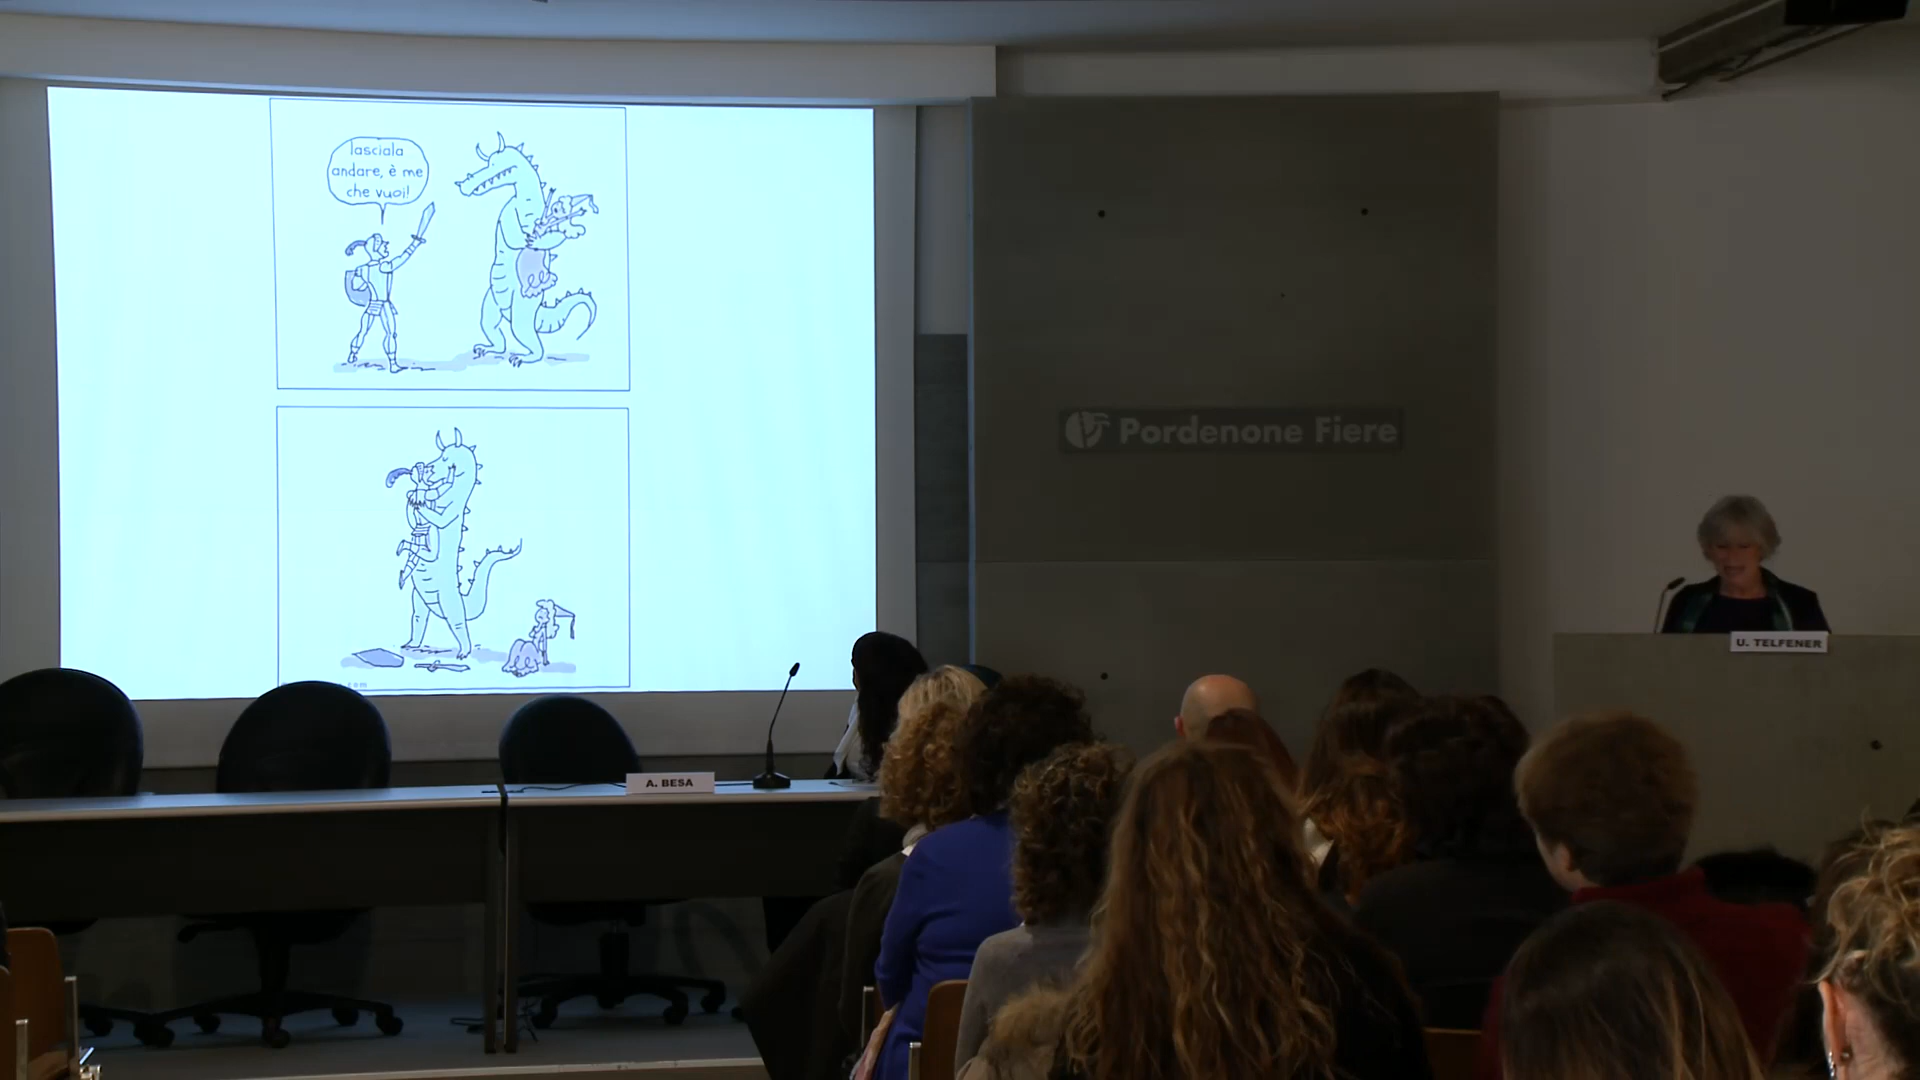 lasciala
andare, è me
che vuoi!
Pordenone Fiere
U. TELFENER
A. BESA